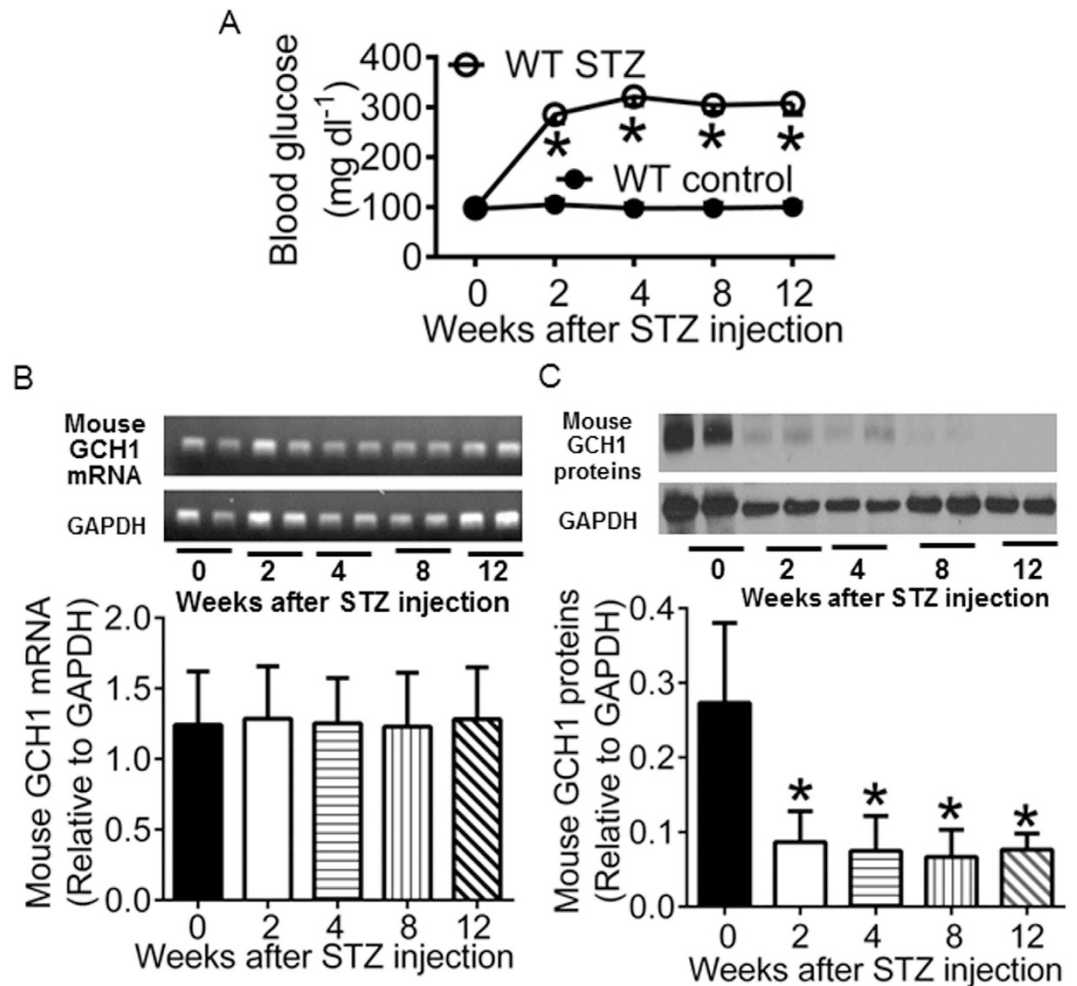 A
Blood glucose
(mg dl⁻¹)
400
300
200
100
0
WT STZ
* * * *
WT control
0 2 4 8 12
Weeks after STZ injection
B
Mouse
GCH1
mRNA
GAPDH
0 2 4 8 12
Weeks after STZ injection
Mouse GCH1 mRNA
(Relative to GAPDH)
2.0
1.5
1.0
0.5
0.0
0 2 4 8 12
Weeks after STZ injection
C
Mouse
GCH1
proteins
GAPDH
0 2 4 8 12
Weeks after STZ injection
Mouse GCH1 proteins
(Relative to GAPDH)
0.4
0.3
0.2
0.1
0.0
* * * *
0 2 4 8 12
Weeks after STZ injection